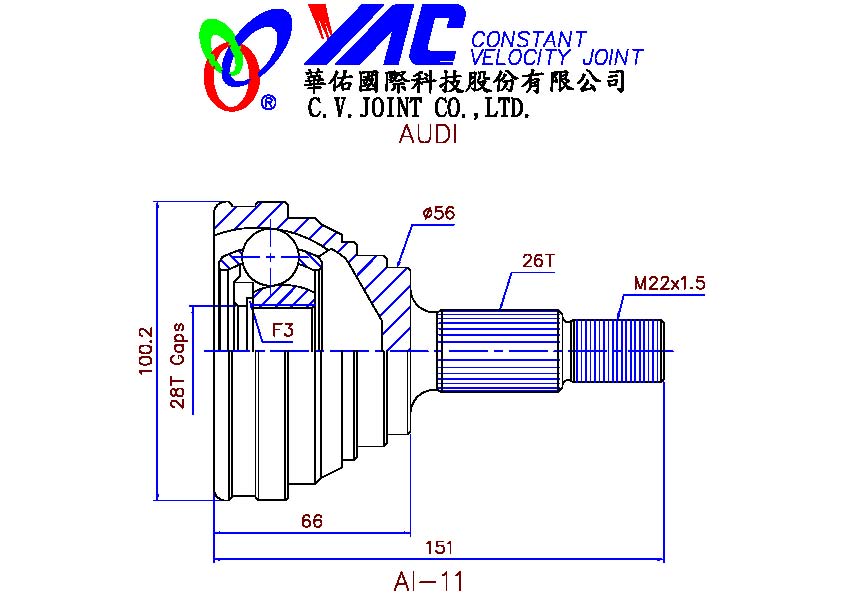 YAC CONSTANT
VELOCITY JOINT
®
華佑國際科技股份有限公司
C.V.JOINT CO.,LTD.
AUDI
ø56
26T
M22x1.5
F3
100.2
28T Gaps
66
151
AI-11